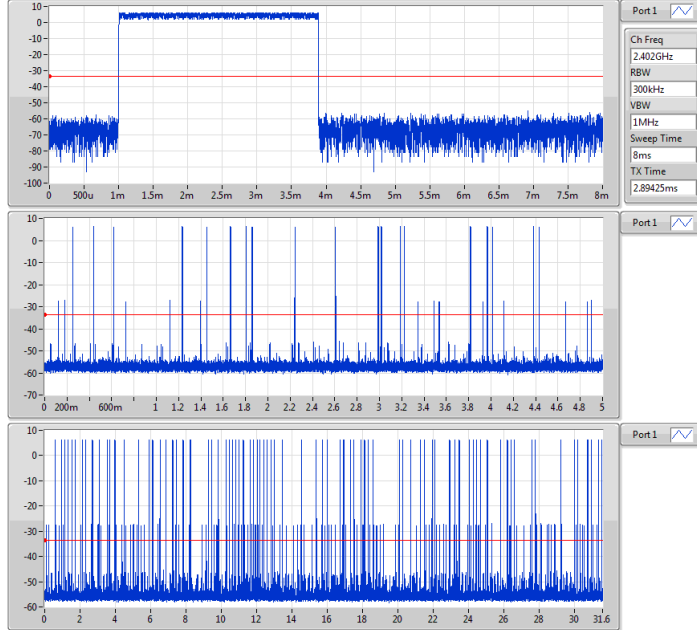 10
0
-10
-20
-30
-40
-50
-60
-70
-80
-90
-100
0 500u 1m 1.5m 2m 2.5m 3m 3.5m 4m 4.5m 5m 5.5m 6m 6.5m 7m 7.5m 8m
Port 1
Ch Freq
2.402GHz
RBW
300kHz
VBW
1MHz
Sweep Time
8ms
TX Time
2.89425ms
10
0
-10
-20
-30
-40
-50
-60
-70
0 200m 600m 1 1.2 1.4 1.6 1.8 2 2.2 2.4 2.6 2.8 3 3.2 3.4 3.6 3.8 4 4.2 4.4 4.6 4.8 5
Port 1
10
0
-10
-20
-30
-40
-50
-60
0 2 4 6 8 10 12 14 16 18 20 22 24 26 28 30 31.6
Port 1